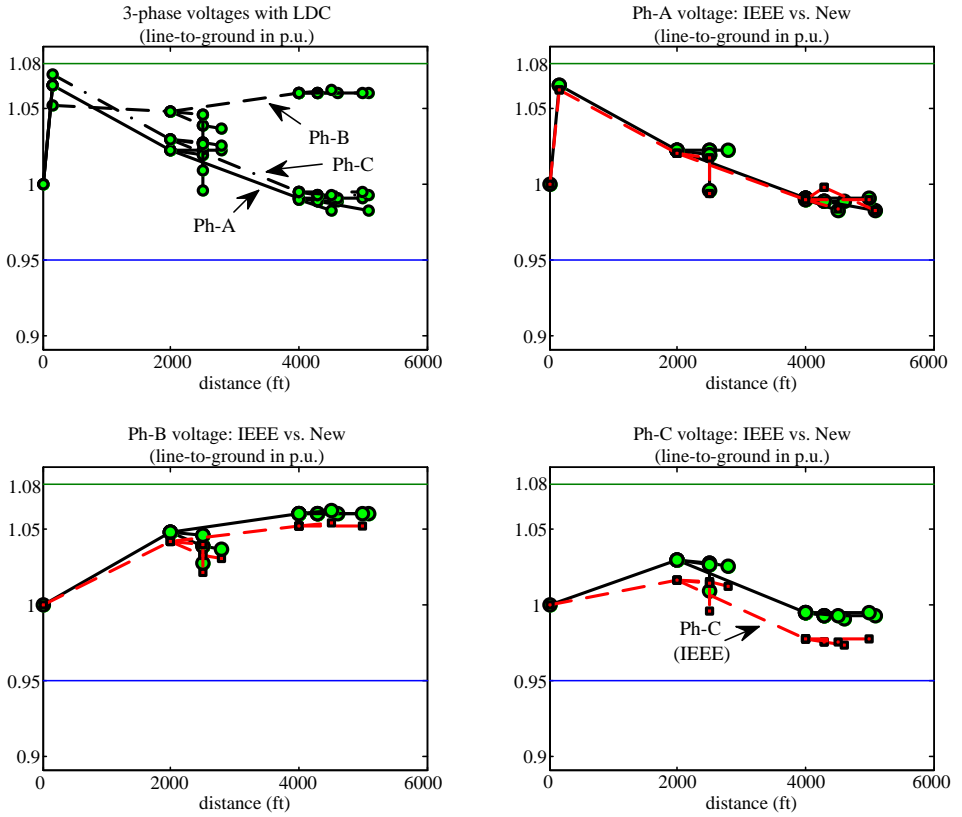 3-phase voltages with LDC
(line-to-ground in p.u.)
1.08
1.05
1
0.95
0.9
Ph-B
Ph-C
Ph-A
0
2000
4000
6000
distance (ft)
Ph-A voltage: IEEE vs. New
(line-to-ground in p.u.)
1.08
1.05
1
0.95
0.9
0
2000
4000
6000
distance (ft)
Ph-B voltage: IEEE vs. New
(line-to-ground in p.u.)
1.08
1.05
1
0.95
0.9
0
2000
4000
6000
distance (ft)
Ph-C voltage: IEEE vs. New
(line-to-ground in p.u.)
1.08
1.05
1
0.95
0.9
Ph-C
(IEEE)
0
2000
4000
6000
distance (ft)